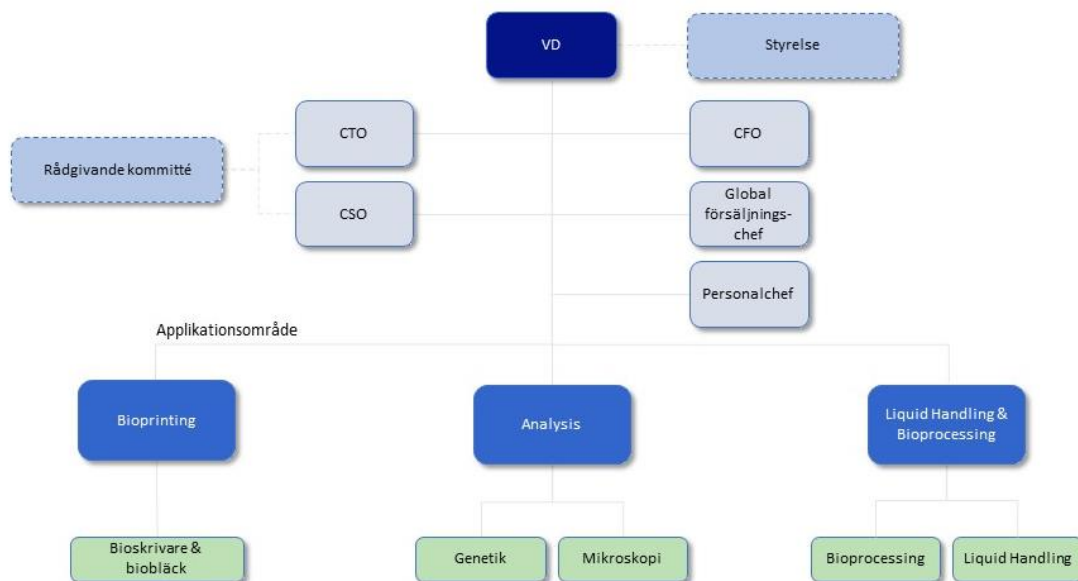 VD
Styrelse
CTO
CFO
Rådgivande kommitté
CSO
Global
försäljnings-
chef
Personalchef
Applikationsområde
Bioprinting
Analysis
Liquid Handling &
Bioprocessing
Bioskrivare &
biobläck
Genetik
Mikroskopi
Bioprocessing
Liquid Handling